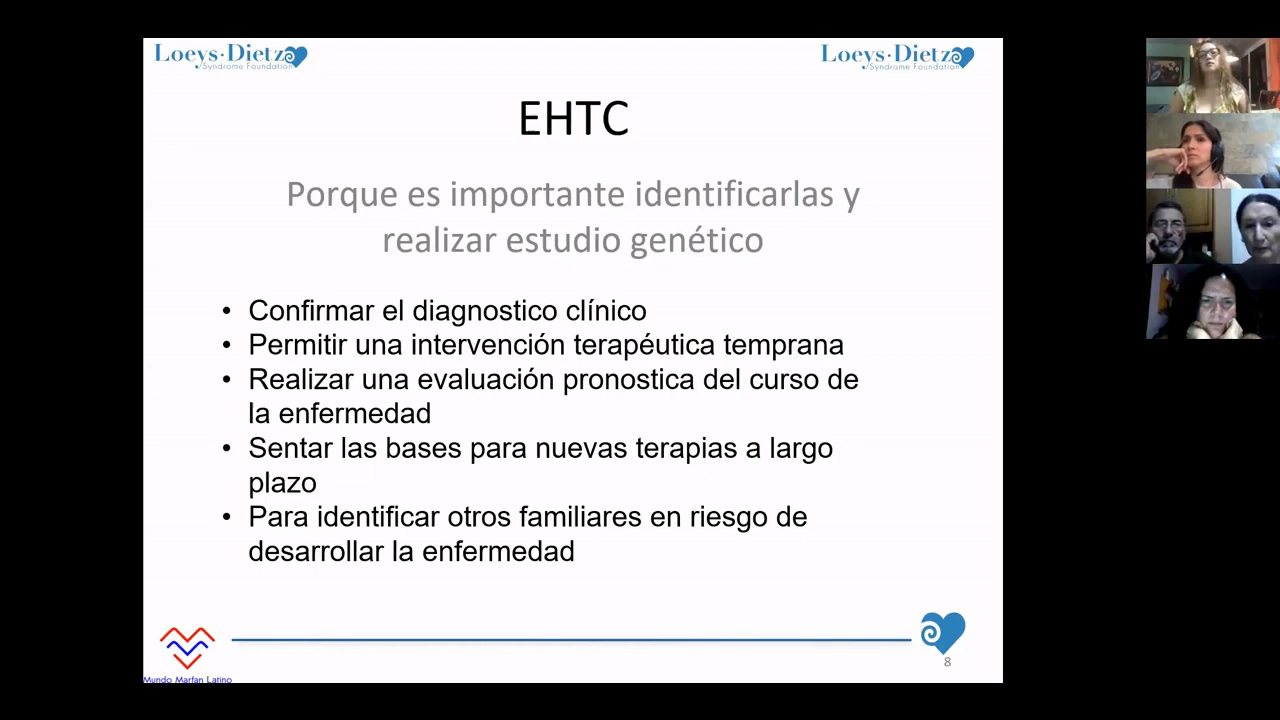 Loeys·Dietz
Syndrome Foundation
Loeys·Dietz
Syndrome Foundation
EHTC
Porque es importante identificarlas y
realizar estudio genético
• Confirmar el diagnostico clínico
• Permitir una intervención terapéutica temprana
• Realizar una evaluación pronostica del curso de
la enfermedad
• Sentar las bases para nuevas terapias a largo
plazo
• Para identificar otros familiares en riesgo de
desarrollar la enfermedad
Mundo Marfan Latino
8